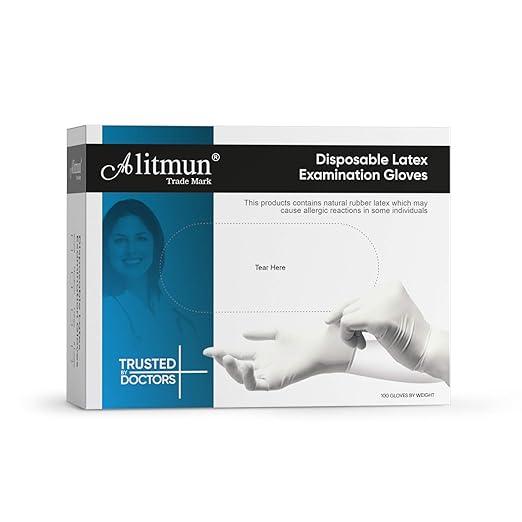 Alitmun®
Trade Mark
Disposable Latex
Examination Gloves
This products contains natural rubber latex which may
cause allergic reactions in some individuals
Tear Here
TRUSTED
BY
DOCTORS
100 GLOVES BY WEIGHT